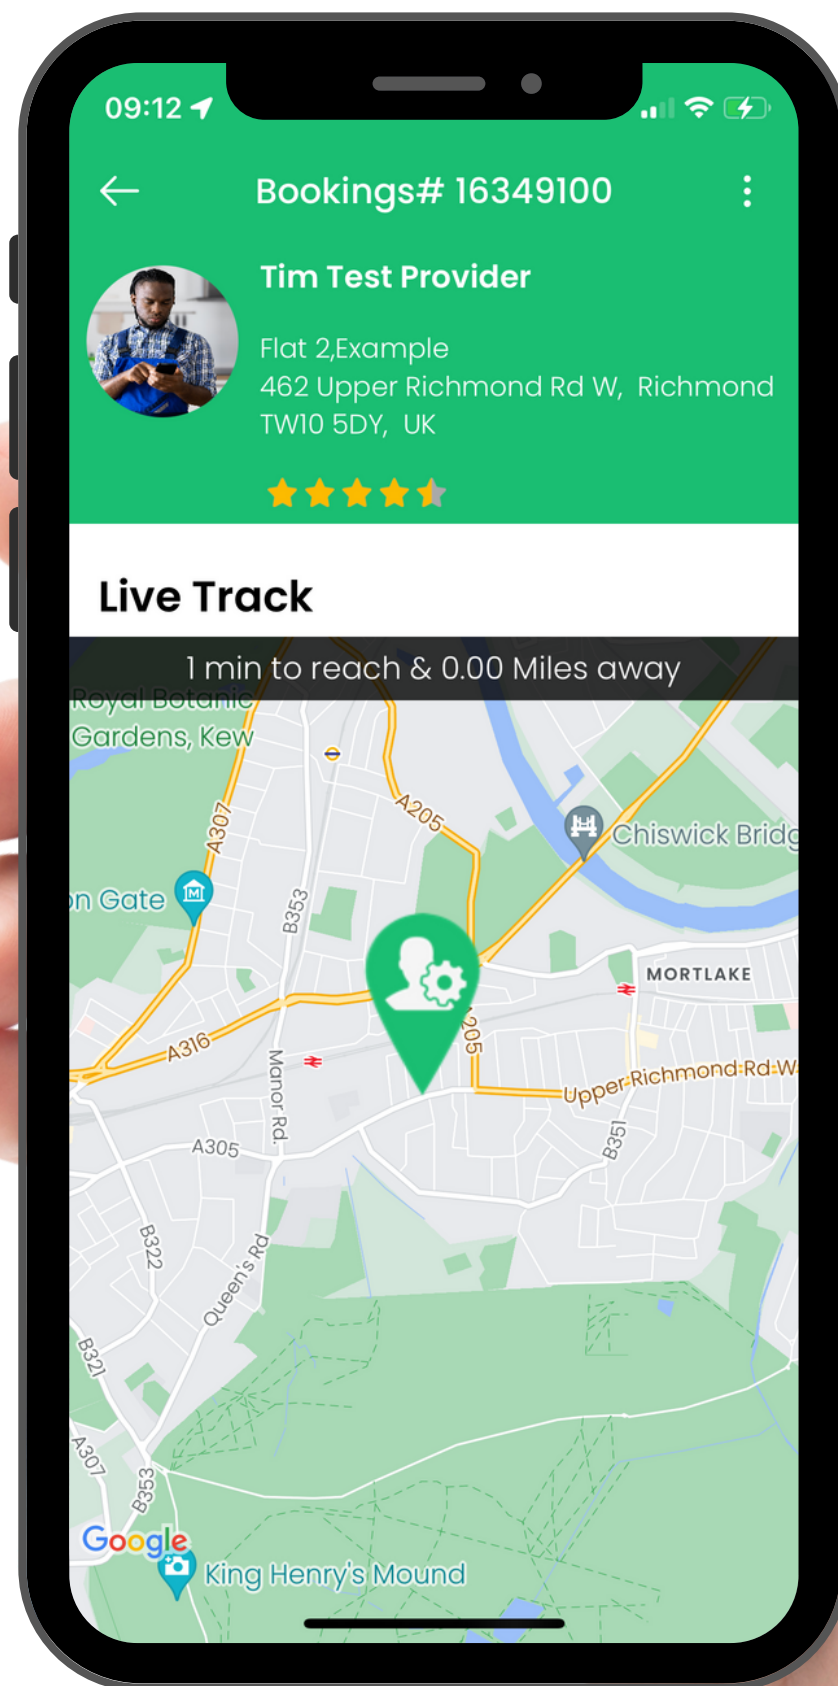 09:12
Bookings# 16349100
Tim Test Provider
Flat 2,Example
462 Upper Richmond Rd W,  Richmond
TW10 5DY,  UK
Live Track
1 min to reach & 0.00 Miles away
Royal Botanic
Gardens, Kew
A307
A205
Chiswick Bridg
on Gate
B353
MORTLAKE
A205
A316
Manor Rd.
Upper Richmond Rd W
A305
B351
B322
Queen's Rd
B321
A307
B353
Google
King Henry's Mound